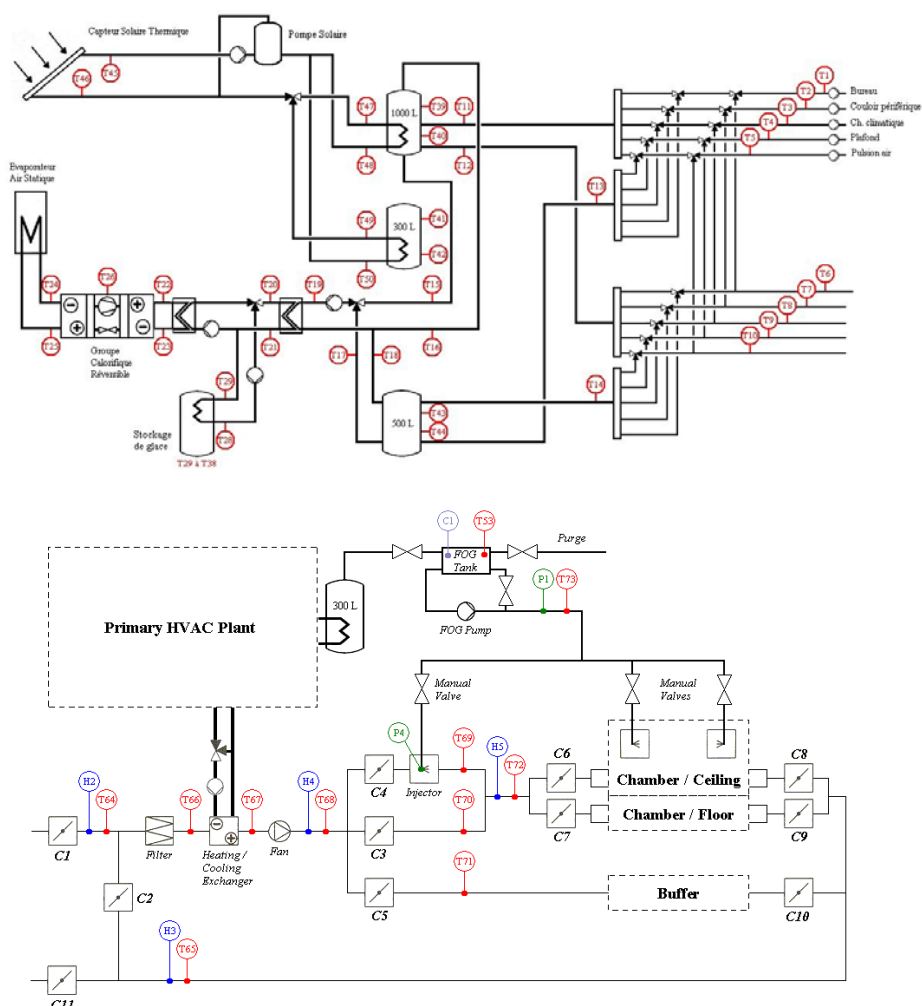 Capteur Solaire Thermique
Pompe Solaire
T46
T45
T47
1000 L
T39
T11
T40
T48
T12
T2
T1
Bureau
T3
Couloir périférique
T4
Ch. climatique
T5
Plafond
Pulsion air
Evaporateur
Air Statique
T13
T49
300 L
T41
T42
T50
T24
T26
T22
T20
T19
T15
T25
T23
T21
T16
Groupe
Calorifique
Réversible
T17
T18
T6
T7
T8
T9
T10
T29
T28
T14
500 L
T43
T44
Stockage
de glace
T29 à T38
C1
T53
Purge
FOG
Tank
300 L
P1
T73
FOG Pump
Primary HVAC Plant
Manual
Valve
Manual
Valves
P4
T69
H5
T72
C6
C8
C4
Injector
Chamber / Ceiling
Chamber / Floor
C7
C9
H2
T64
T66
T67
H4
T68
T70
C1
Filter
Heating /
Cooling
Exchanger
Fan
C3
C2
T71
C5
Buffer
C10
H3
T65
C11